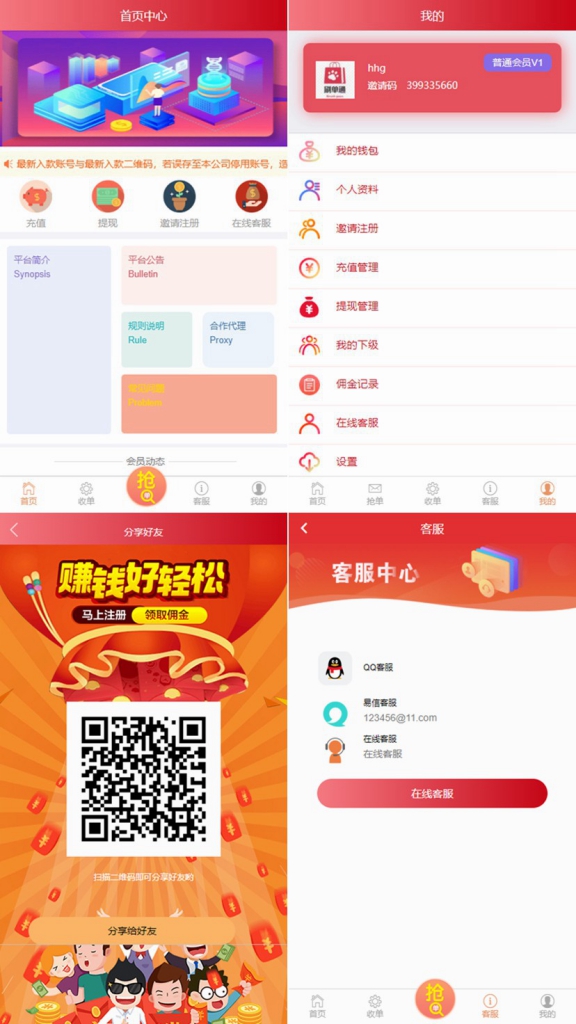 首页中心
最新入款账号与最新入款二维码，若误存至本公司停用账号，
充值
提现
邀请注册
在线客服
平台简介
Synopsis
平台公告
Bulletin
规则说明
Rule
合作代理
Proxy
常见问题
Problem
会员动态
首页
收单
抢
客服
我的
我的
刷单通
hhg
普通会员V1
邀请码 399335660
我的钱包
个人资料
邀请注册
充值管理
提现管理
我的下级
佣金记录
在线客服
设置
首页
抢单
收单
客服
我的
分享好友
赚钱好轻松
马上注册 领取佣金
扫描二维码即可分享好友哟
分享给好友
客服
客服中心
QQ客服
易信客服
123456@11.com
在线客服
在线客服
在线客服
首页
收单
抢
客服
我的